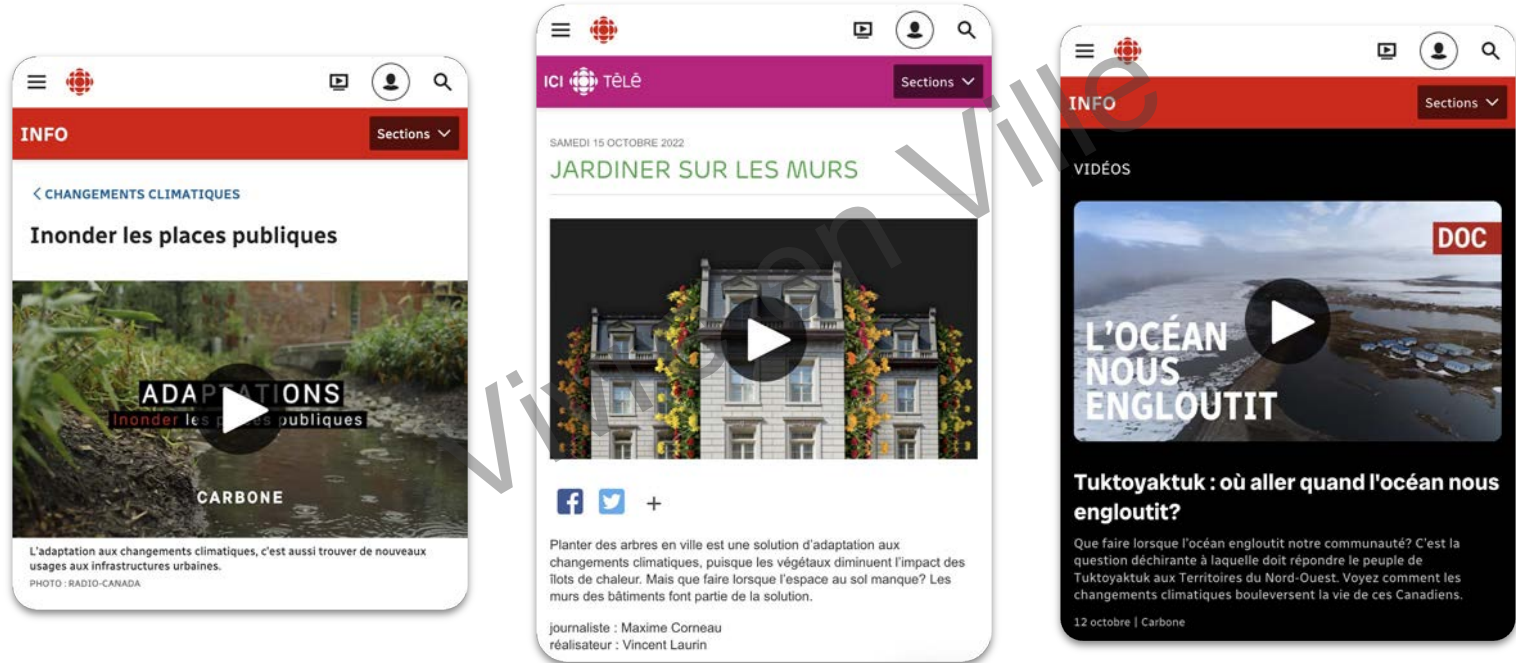 INFO
Sections
< CHANGEMENTS CLIMATIQUES
Inonder les places publiques
ADAPTATIONS
Inonder les places publiques
CARBONE
L'adaptation aux changements climatiques, c'est aussi trouver de nouveaux
usages aux infrastructures urbaines.
PHOTO : RADIO-CANADA
ICI TÉLÉ
Sections
SAMEDI 15 OCTOBRE 2022
JARDINER SUR LES MURS
Planter des arbres en ville est une solution d'adaptation aux
changements climatiques, puisque les végétaux diminuent l'impact des
îlots de chaleur. Mais que faire lorsque l'espace au sol manque? Les
murs des bâtiments font partie de la solution.
journaliste : Maxime Corneau
réalisateur : Vincent Laurin
INFO
Sections
VIDÉOS
DOC
L'OCÉAN
NOUS
ENGLOUTIT
Tuktoyaktuk : où aller quand l'océan nous
engloutit?
Que faire lorsque l'océan engloutit notre communauté? C'est la
question déchirante à laquelle doit répondre le peuple de
Tuktoyaktuk aux Territoires du Nord-Ouest. Voyez comment les
changements climatiques bouleversent la vie de ces Canadiens.
12 octobre | Carbone
Vivre en Ville